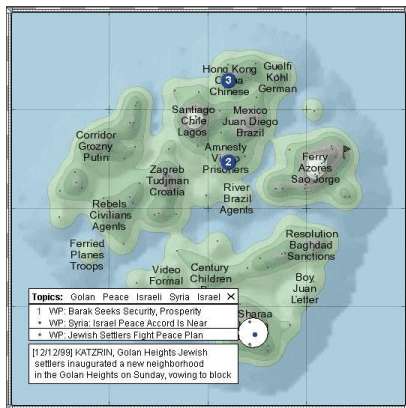 Hong Kong
Chinese
3
Guelfi
Kohl
German
Santiago
Chile
Lagos
Mexico
Juan Diego
Brazil
Corridor
Grozny
Putin
Amnesty
Prisoners
2
Ferry
Azores
Sao Jorge
Zagreb
Tudjman
Croatia
River
Brazil
Agents
Rebels
Civilians
Agents
Ferried
Planes
Troops
Resolution
Baghdad
Sanctions
Video
Formal
Century
Children
Boy
Juan
Letter
Topics: Golan Peace Israeli Syria Israel X
1 WP: Barak Seeks Security, Prosperity
* WP: Syria: Israel Peace Accord Is Near
* WP: Jewish Settlers Fight Peace Plan
Sharaa
[12/12/99] KATZRIN, Golan Heights Jewish
settlers inaugurated a new neighborhood
in the Golan Heights on Sunday, vowing to block